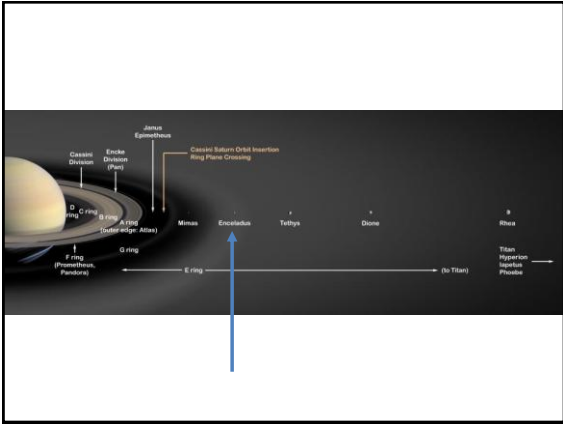 Janus
Epimetheus
Cassini
Division
Encke
Division
(Pan)
Cassini Saturn Orbit Insertion
Ring Plane Crossing
D
ring
C ring
B ring
A ring
(outer edge: Atlas)
Mimas
Enceladus
Tethys
Dione
Rhea
F ring
(Prometheus,
Pandora)
G ring
E ring
(to Titan)
Titan
Hyperion
Iapetus
Phoebe